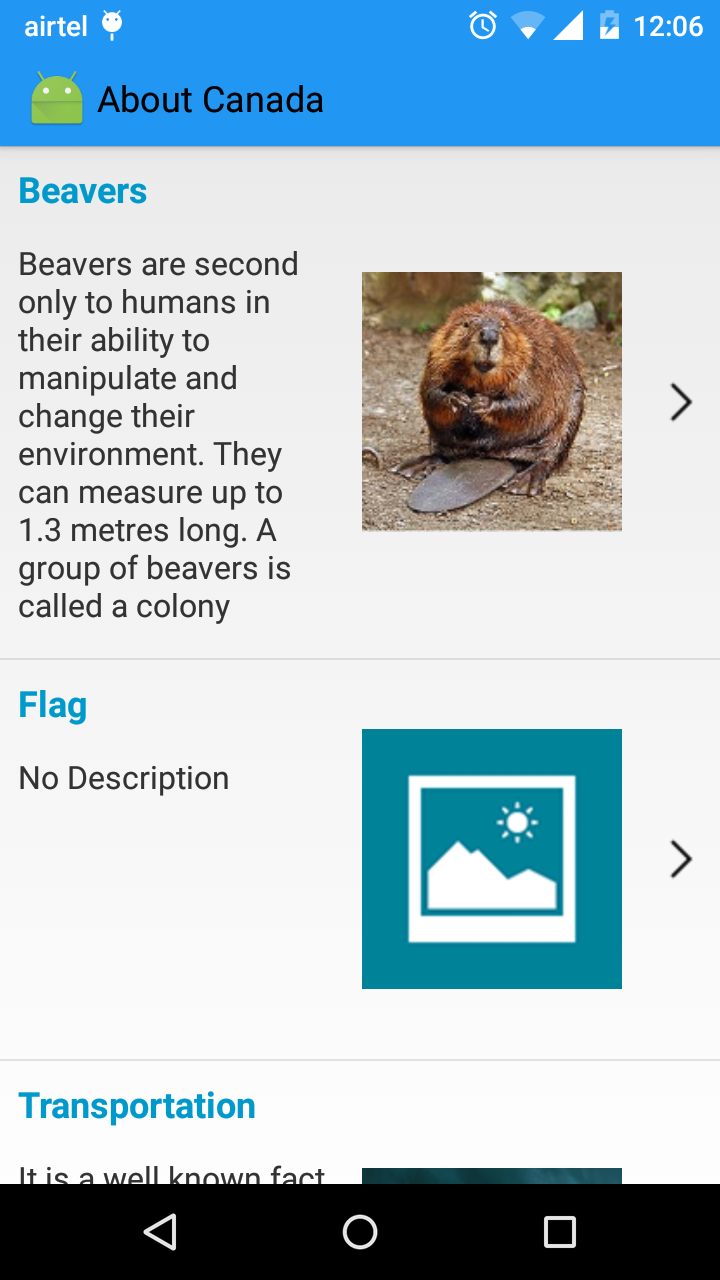 airtel
12:06
About Canada
Beavers
Beavers are second
only to humans in
their ability to
manipulate and
change their
environment. They
can measure up to
1.3 metres long. A
group of beavers is
called a colony
Flag
No Description
Transportation
It is a well known fact